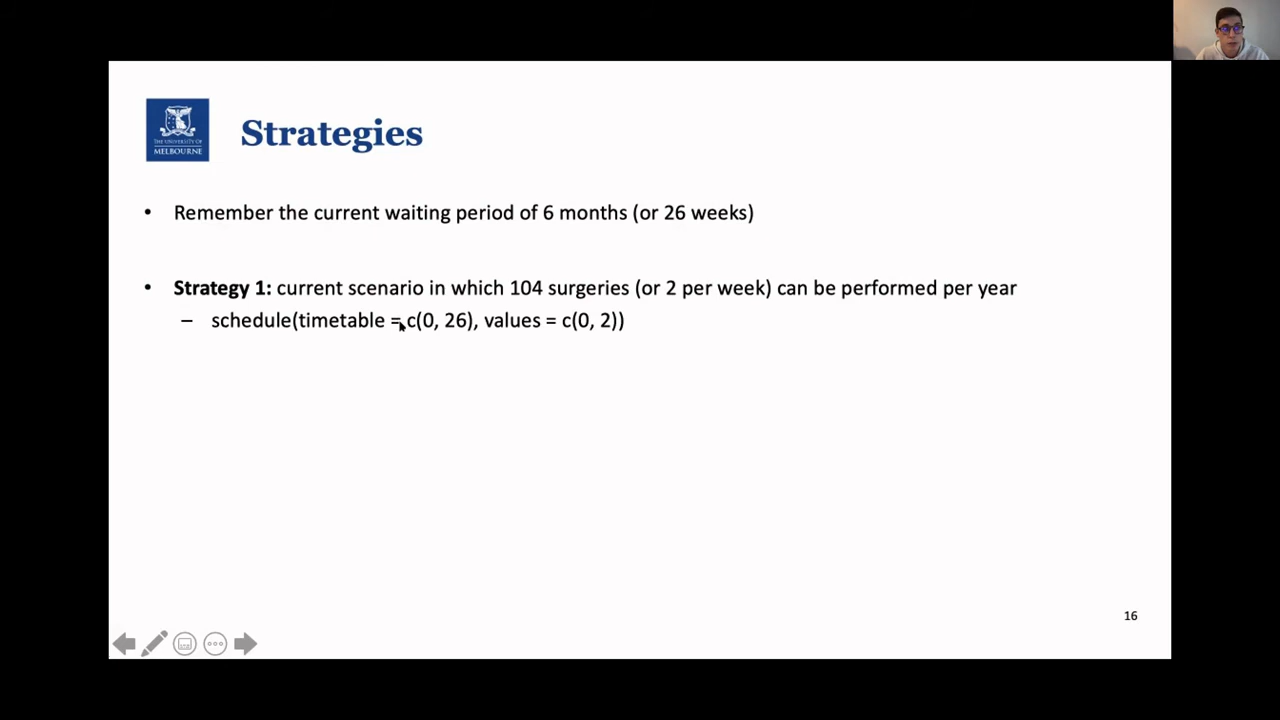 THE UNIVERSITY OF
MELBOURNE
Strategies
• Remember the current waiting period of 6 months (or 26 weeks)
• Strategy 1: current scenario in which 104 surgeries (or 2 per week) can be performed per year
– schedule(timetable = c(0, 26), values = c(0, 2))
16